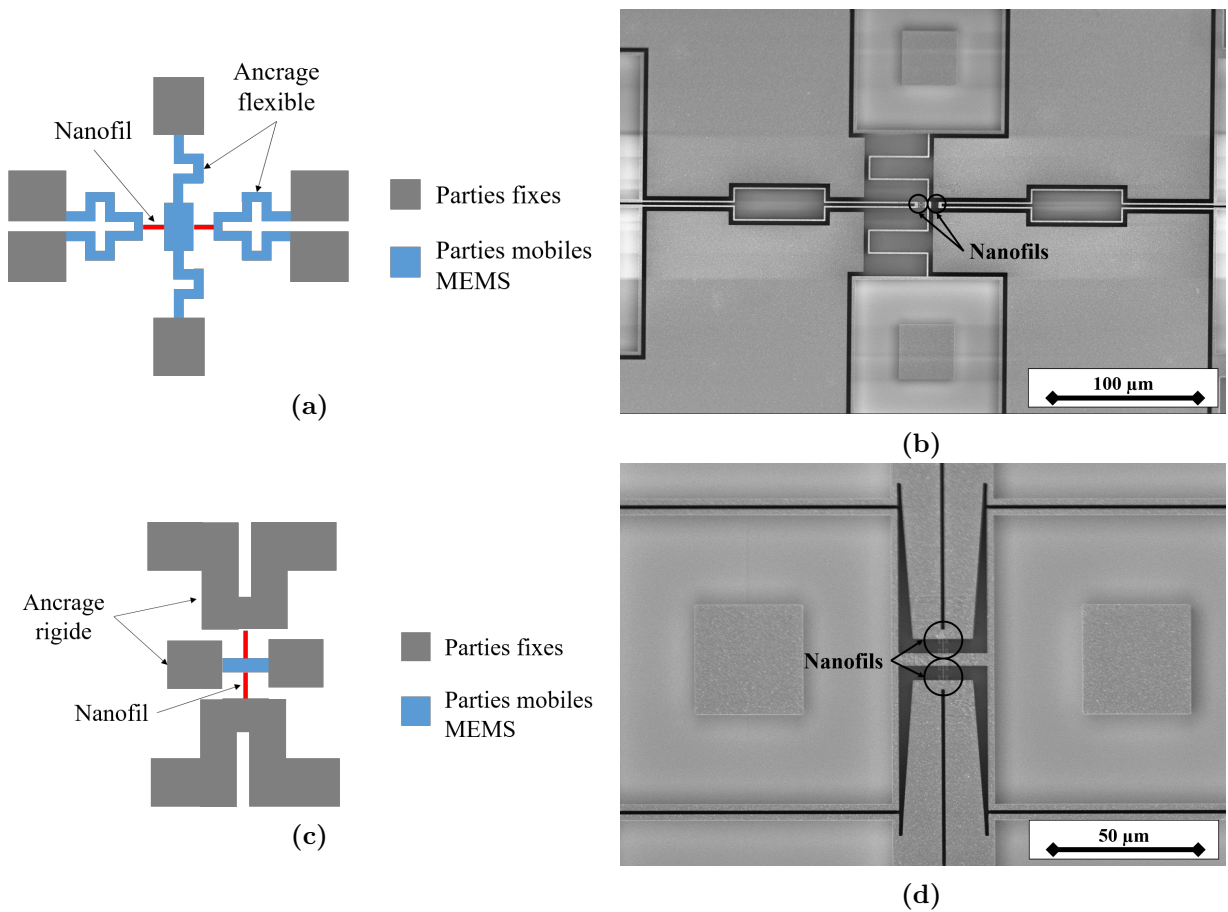 Ancrage
flexible
Nanofil
Parties fixes
Parties mobiles
MEMS
(a)
Nanofils
100 µm
(b)
Ancrage
rigide
Nanofil
Parties fixes
Parties mobiles
MEMS
(c)
Nanofils
50 µm
(d)